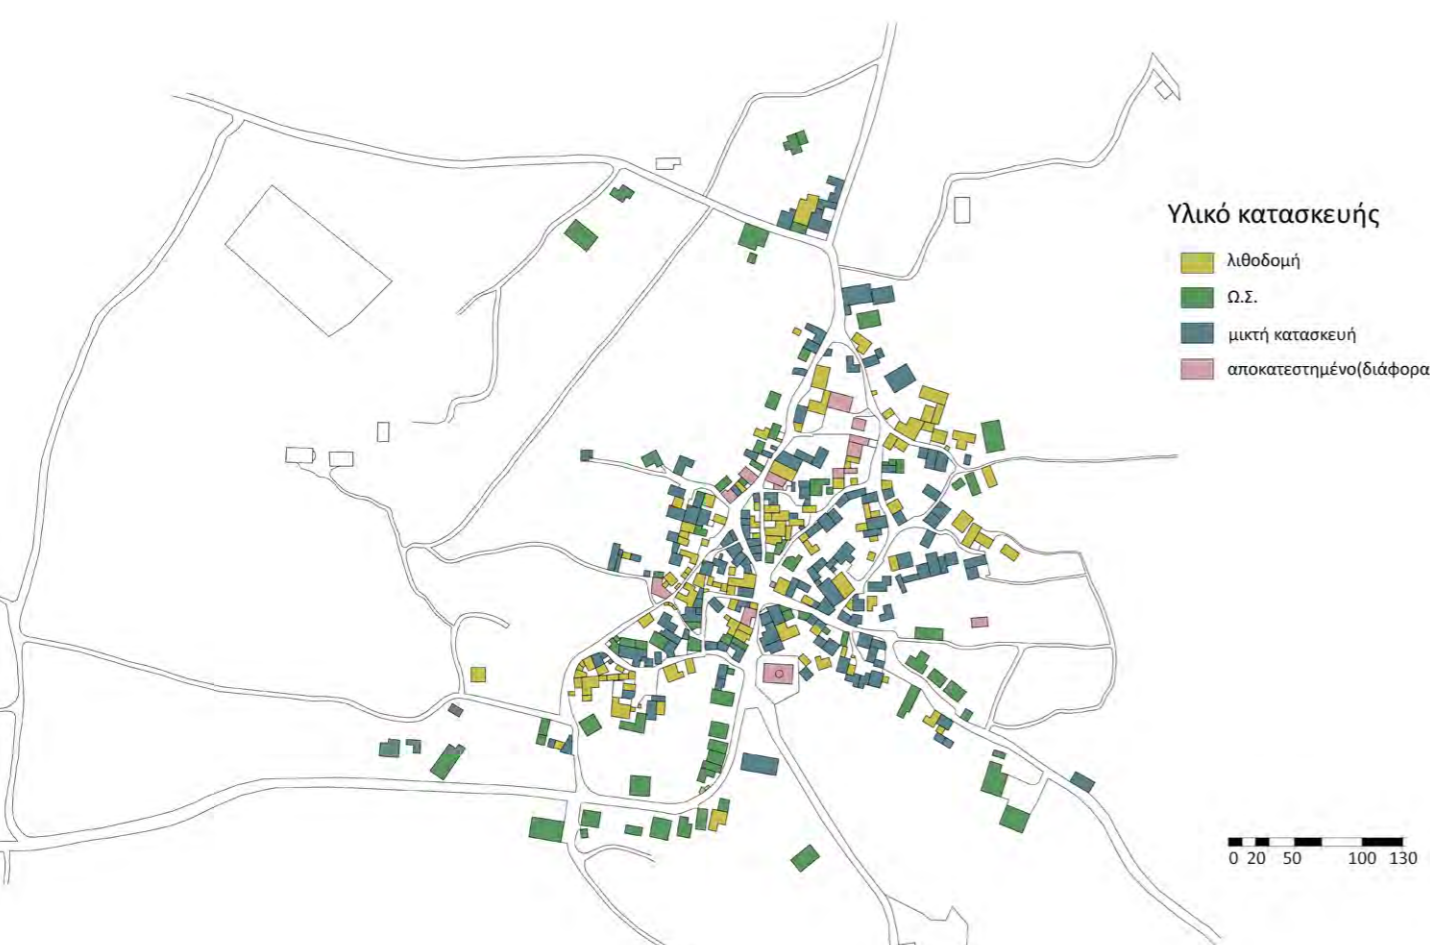 Υλικό κατασκευής
λιθοδομή
Ω.Σ.
μικτή κατασκευή
αποκατεστημένο(διάφορα
0 20 50 100 130